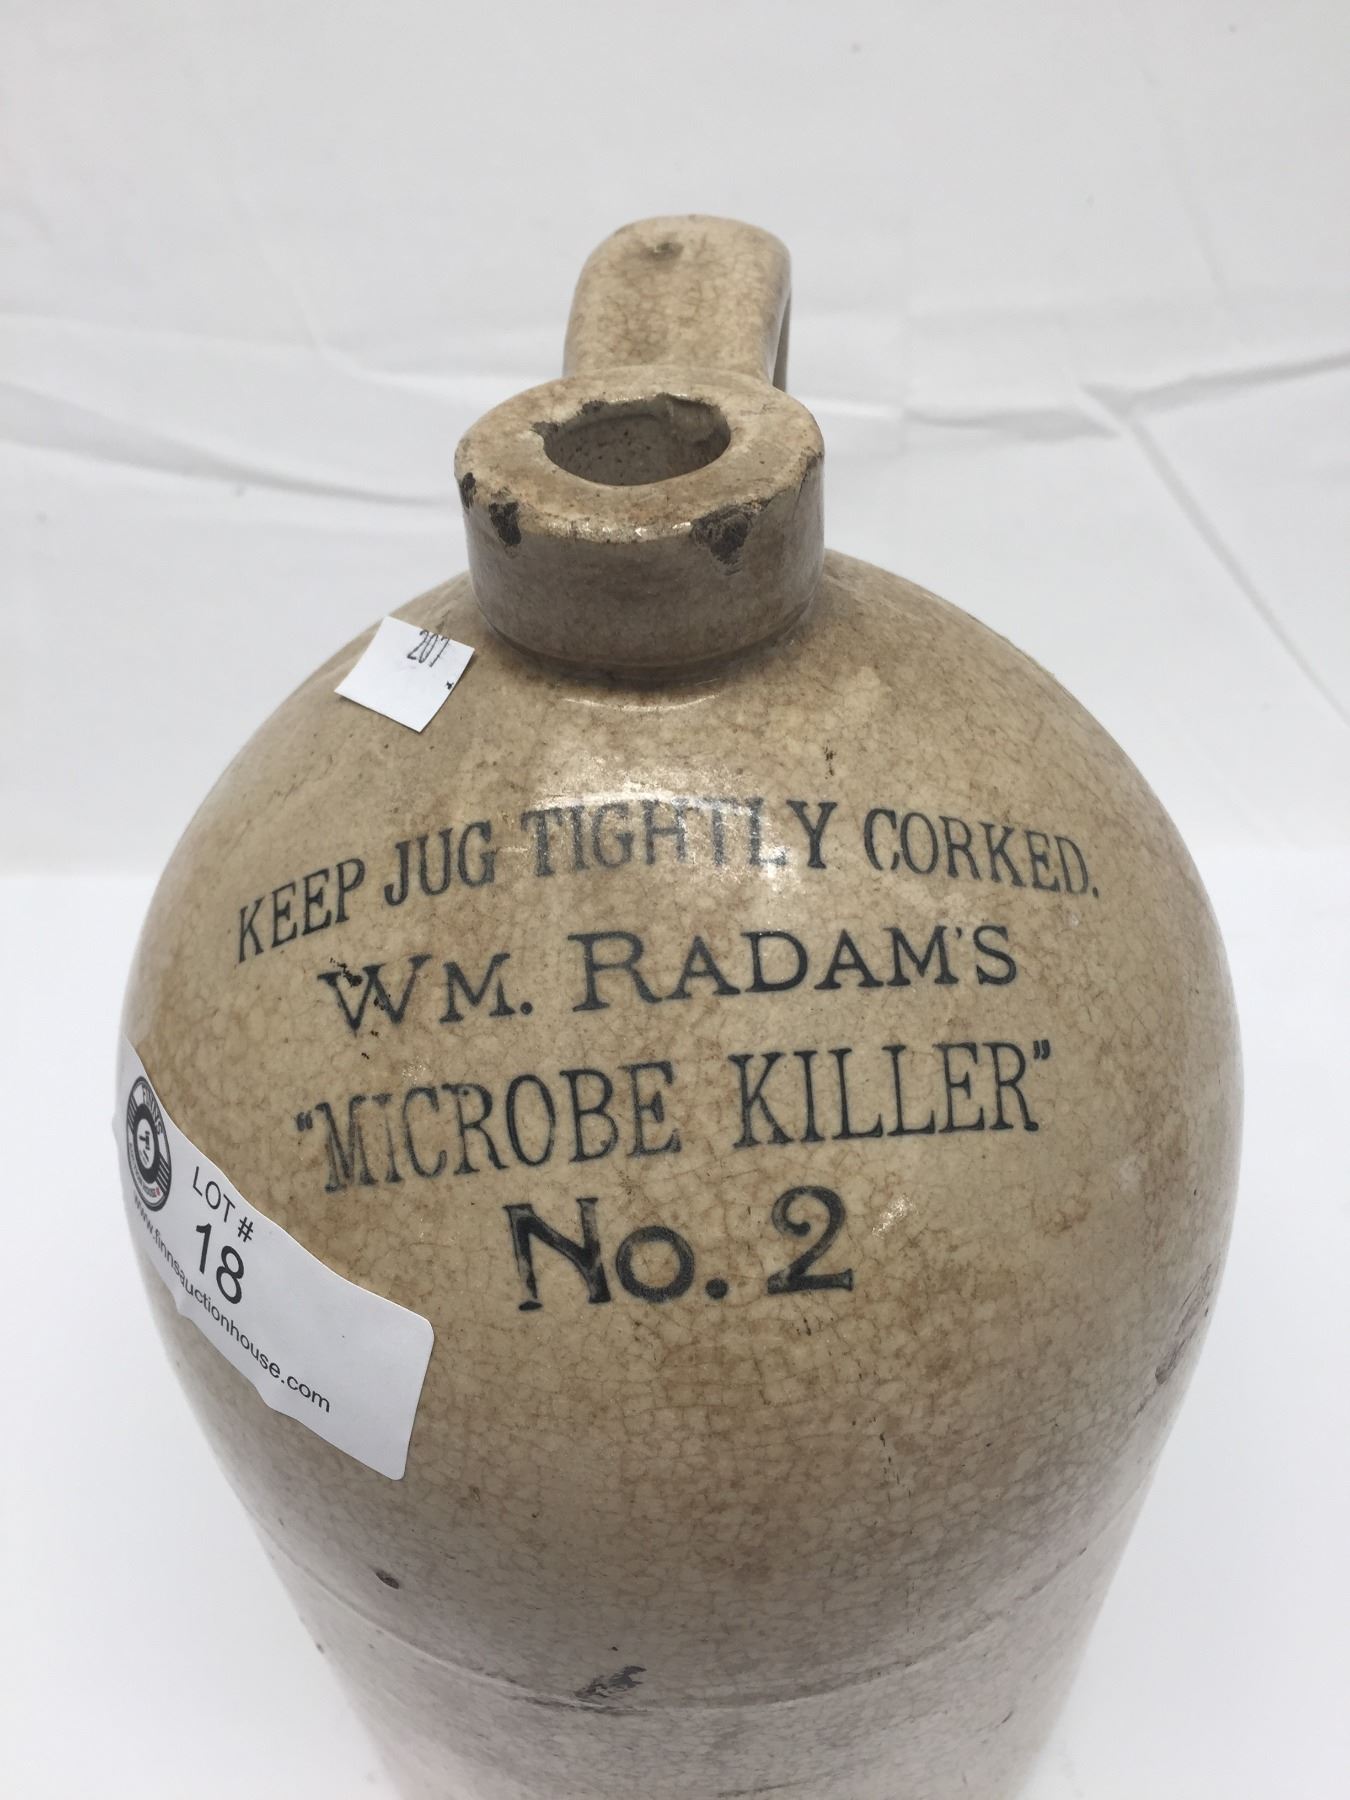 207
KEEP JUG TIGHTLY CORKED.
WM. RADAM'S
"MICROBE KILLER"
No. 2
LOT #
18
www.finnsauctionhouse.com